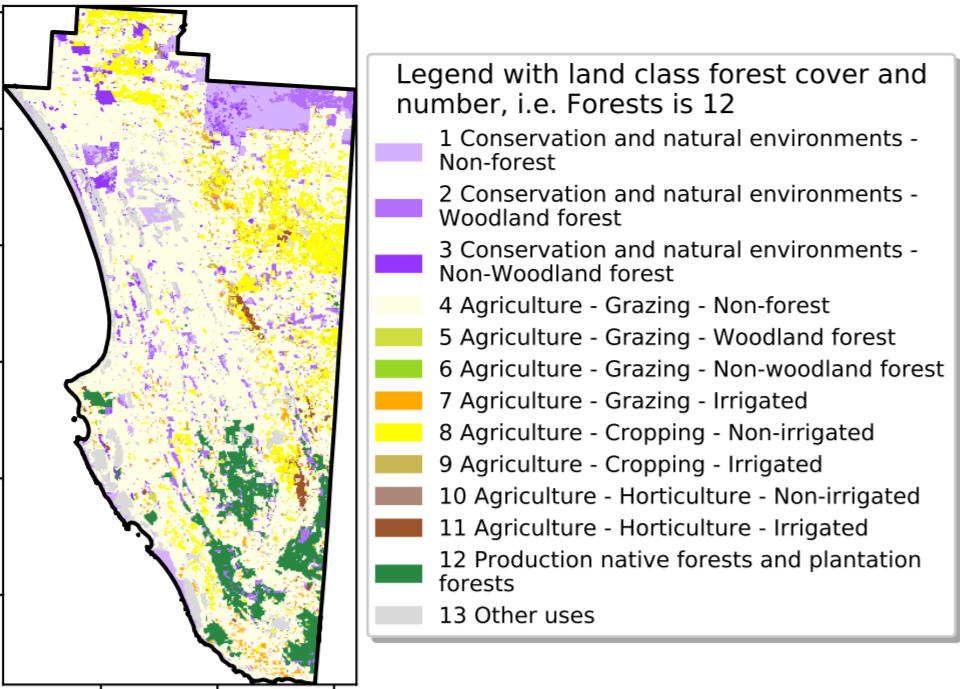 Legend with land class forest cover and
number, i.e. Forests is 12
1 Conservation and natural environments -
Non-forest
2 Conservation and natural environments -
Woodland forest
3 Conservation and natural environments -
Non-Woodland forest
4 Agriculture - Grazing - Non-forest
5 Agriculture - Grazing - Woodland forest
6 Agriculture - Grazing - Non-woodland forest
7 Agriculture - Grazing - Irrigated
8 Agriculture - Cropping - Non-irrigated
9 Agriculture - Cropping - Irrigated
10 Agriculture - Horticulture - Non-irrigated
11 Agriculture - Horticulture - Irrigated
12 Production native forests and plantation
forests
13 Other uses